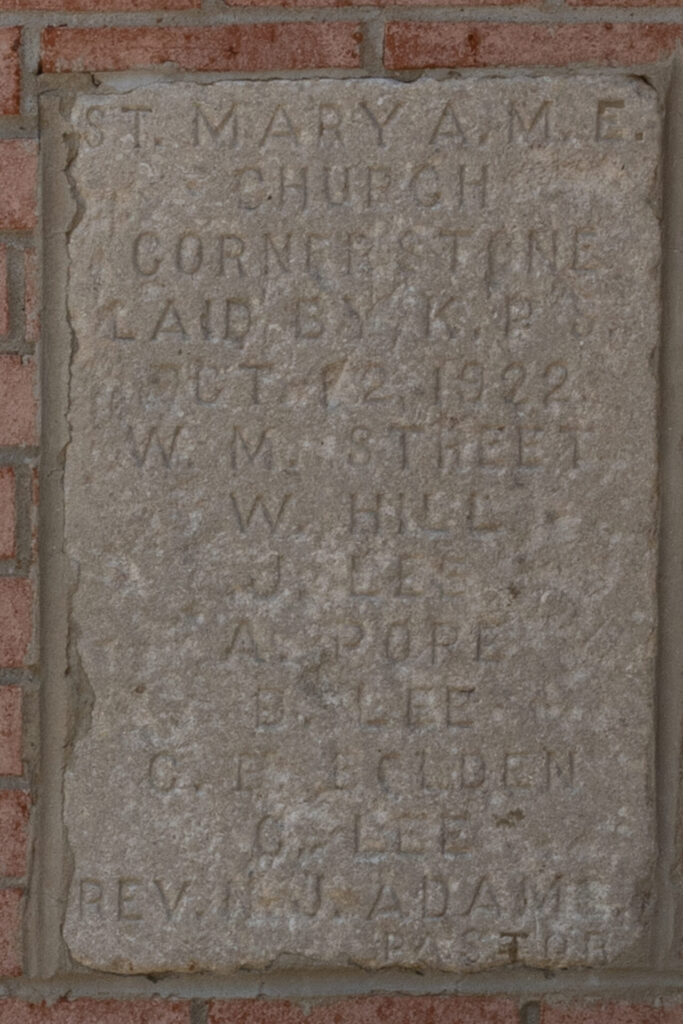 ST. MARY A. M. E.
CHURCH
CORNERSTONE
LAID BY K. P. S.
OCT. 12, 1922.
W. M. STREET
W. HILL
J. LEE
A. POPE
B. LEE
C. BOLDEN
C. LEE
REV. N. J. ADAMS.
PASTOR